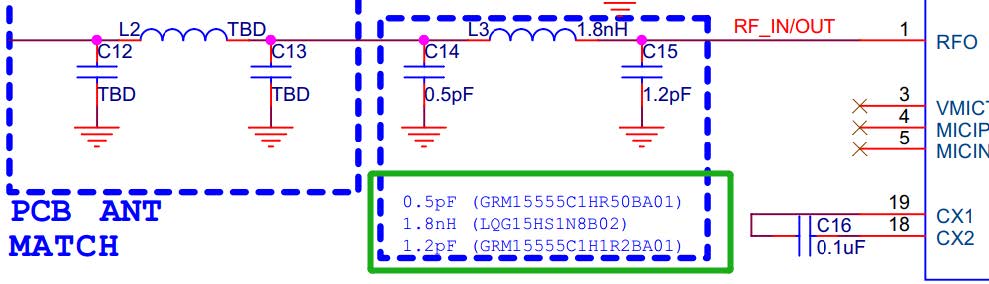 L2
TBD
L3
1.8nH
RF_IN/OUT
1
RFO
C12
C13
C14
C15
TBD
TBD
0.5pF
1.2pF
3
VMICT
4
MICIP
5
MICIN
0.5pF (GRM15555C1HR50BA01)
1.8nH (LQG15HS1N8B02)
1.2pF (GRM15555C1H1R2BA01)
PCB ANT
MATCH
19
CX1
18
CX2
C16
0.1uF